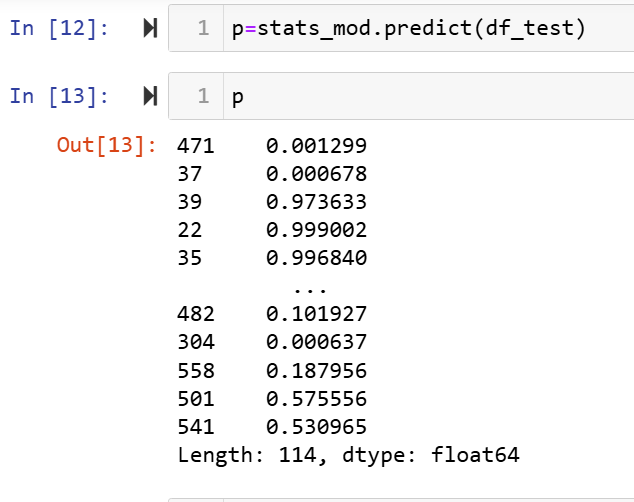 In [12]: 1 p=stats_mod.predict(df_test)
In [13]: 1 p
Out[13]: 471 0.001299
37 0.000678
39 0.973633
22 0.999002
35 0.996840
...
482 0.101927
304 0.000637
558 0.187956
501 0.575556
541 0.530965
Length: 114, dtype: float64